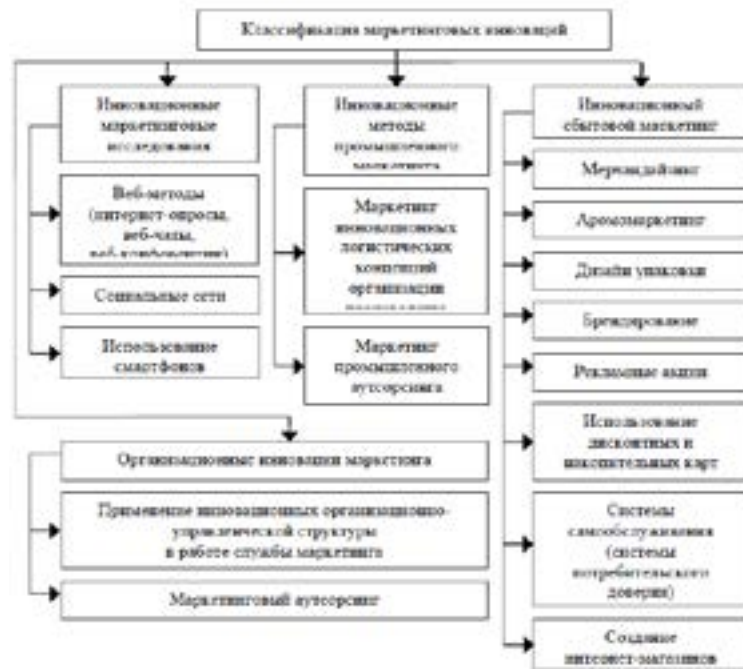 Классификация маркетинговых инноваций
Инновационные
маркетинговые
исследования
Веб-методы
(интернет-опросы,
веб-чаты,
Социальные сети
Использование
смартфонов
Инновационные
методы
промышленного
маркетинга
Маркетинг
инновационных
логистических
концепций
организации
Маркетинг
промышленного
аутсорсинга
Инновационный
сбытовой маркетинг
Мерчандайзинг
Аромомаркетинг
Дизайн упаковки
Брендирование
Рекламные акции
Использование
дисконтных и
накопительных карт
Системы
самообслуживания
(системы
потребительского
доверия)
Создание
интернет-магазинов
Организационные инновации маркетинга
Применение инновационных организационно-
управленческой структуры
в работе службы маркетинга
Маркетинговый аутсорсинг